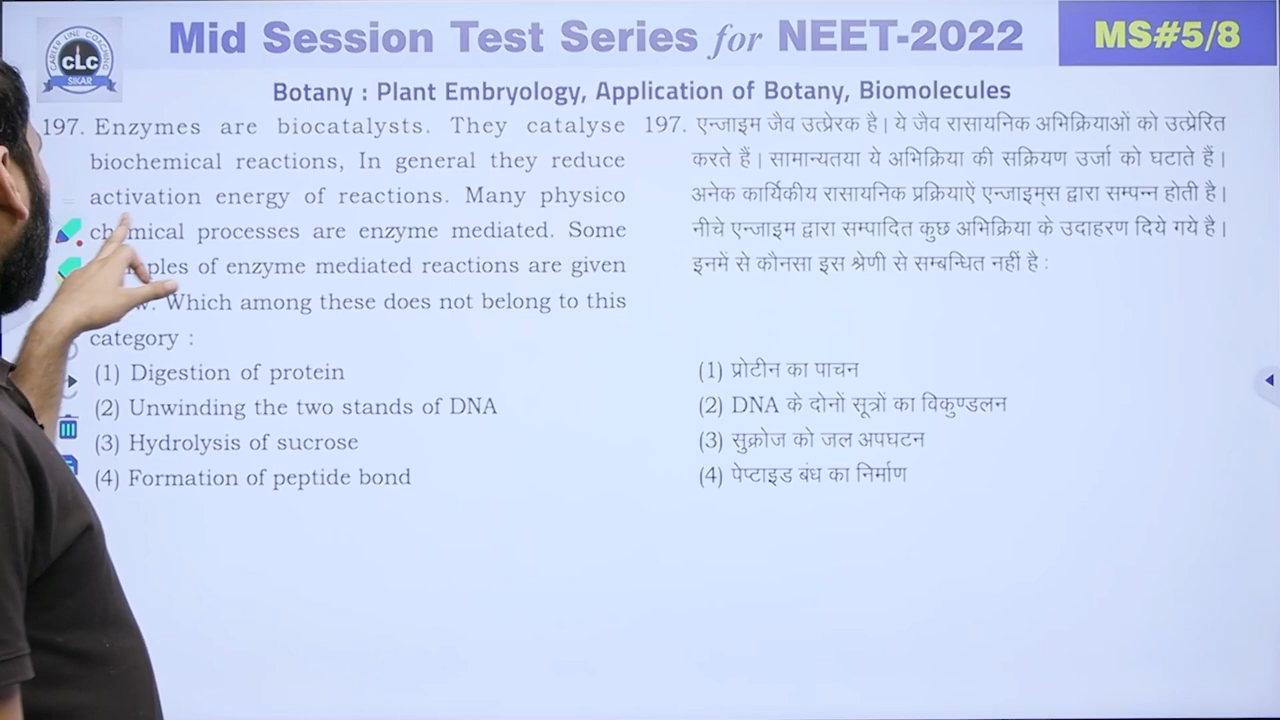 Mid Session Test Series for NEET-2022
MS#5/8
CAREER LINE COACHING
CLC
SIKAR
Botany : Plant Embryology, Application of Botany, Biomolecules
197. Enzymes are biocatalysts. They catalyse
biochemical reactions, In general they reduce
activation energy of reactions. Many physico
chemical processes are enzyme mediated. Some
ples of enzyme mediated reactions are given
w. Which among these does not belong to this
category :
(1) Digestion of protein
(2) Unwinding the two stands of DNA
(3) Hydrolysis of sucrose
(4) Formation of peptide bond
197. एन्जाइम जैव उत्प्रेरक है। ये जैव रासायनिक अभिक्रियाओं को उत्प्रेरित
करते हैं। सामान्यतया ये अभिक्रिया की सक्रियण उर्जा को घटाते हैं।
अनेक कार्यिकीय रासायनिक प्रक्रियाऐं एन्जाइम्स द्वारा सम्पन्न होती है।
नीचे एन्जाइम द्वारा सम्पादित कुछ अभिक्रिया के उदाहरण दिये गये है।
इनमें से कौनसा इस श्रेणी से सम्बन्धित नहीं है :
(1) प्रोटीन का पाचन
(2) DNA के दोनों सूत्रों का विकुण्डलन
(3) सुक्रोज को जल अपघटन
(4) पेप्टाइड बंध का निर्माण